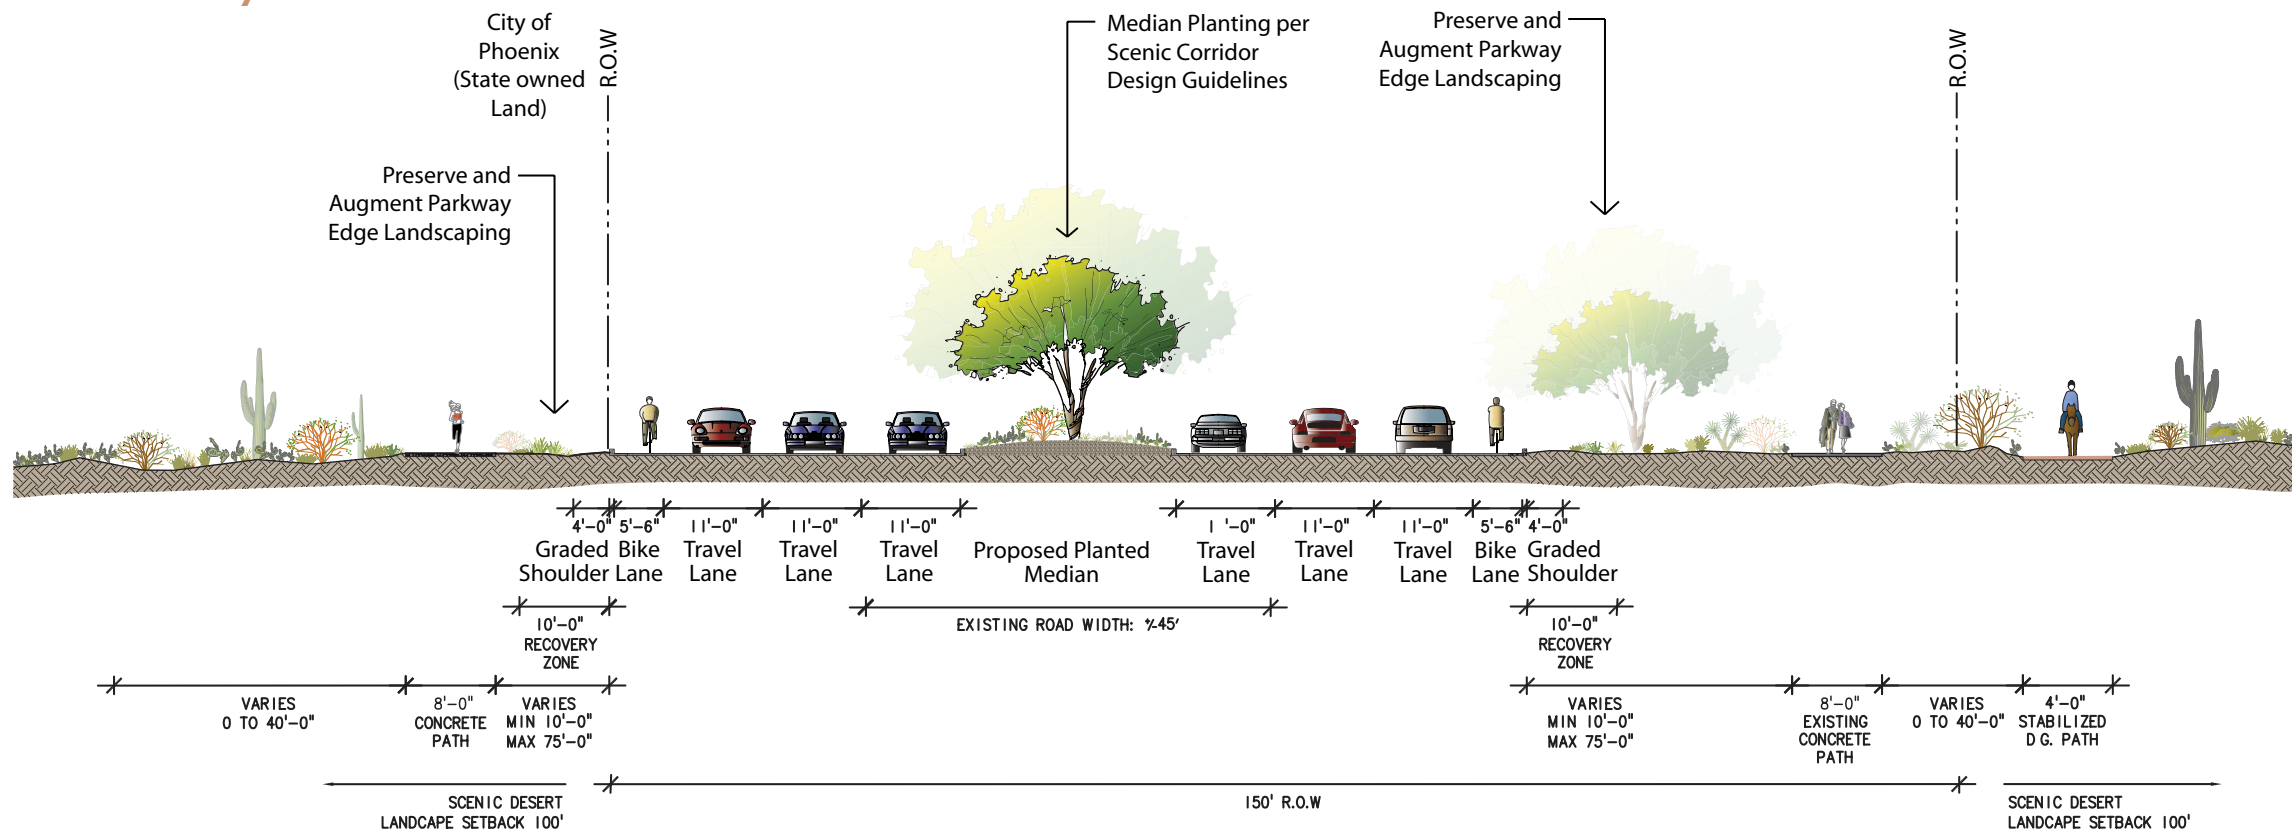 City of
Phoenix
(State owned
Land)
R.O.W
Median Planting per
Scenic Corridor
Design Guidelines
Preserve and
Augment Parkway
Edge Landscaping
R.O.W
Preserve and
Augment Parkway
Edge Landscaping
4'-0" 5'-6" 11'-0" 11'-0" 11'-0" 1 '-0" 11'-0" 11'-0" 5'-6" 4'-0"
Graded
Shoulder
Bike
Lane
Travel
Lane
Travel
Lane
Travel
Lane
Proposed Planted
Median
Travel
Lane
Travel
Lane
Travel
Lane
Bike
Lane
Graded
Shoulder
10'-0"
RECOVERY
ZONE
EXISTING ROAD WIDTH: +/-45'
10'-0"
RECOVERY
ZONE
VARIES
0 TO 40'-0"
8'-0"
CONCRETE
PATH
VARIES
MIN 10'-0"
MAX 75'-0"
VARIES
MIN 10'-0"
MAX 75'-0"
8'-0"
EXISTING
CONCRETE
PATH
VARIES
0 TO 40'-0"
4'-0"
STABILIZED
D G. PATH
SCENIC DESERT
LANDCAPE SETBACK 100'
150' R.O.W
SCENIC DESERT
LANDCAPE SETBACK 100'